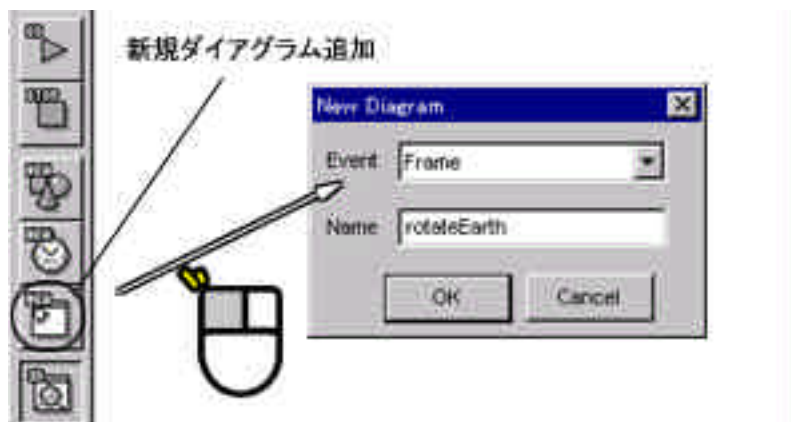 新規ダイアグラム追加
New Diagram
Event Frame
Name rotateEarth
OK Cancel